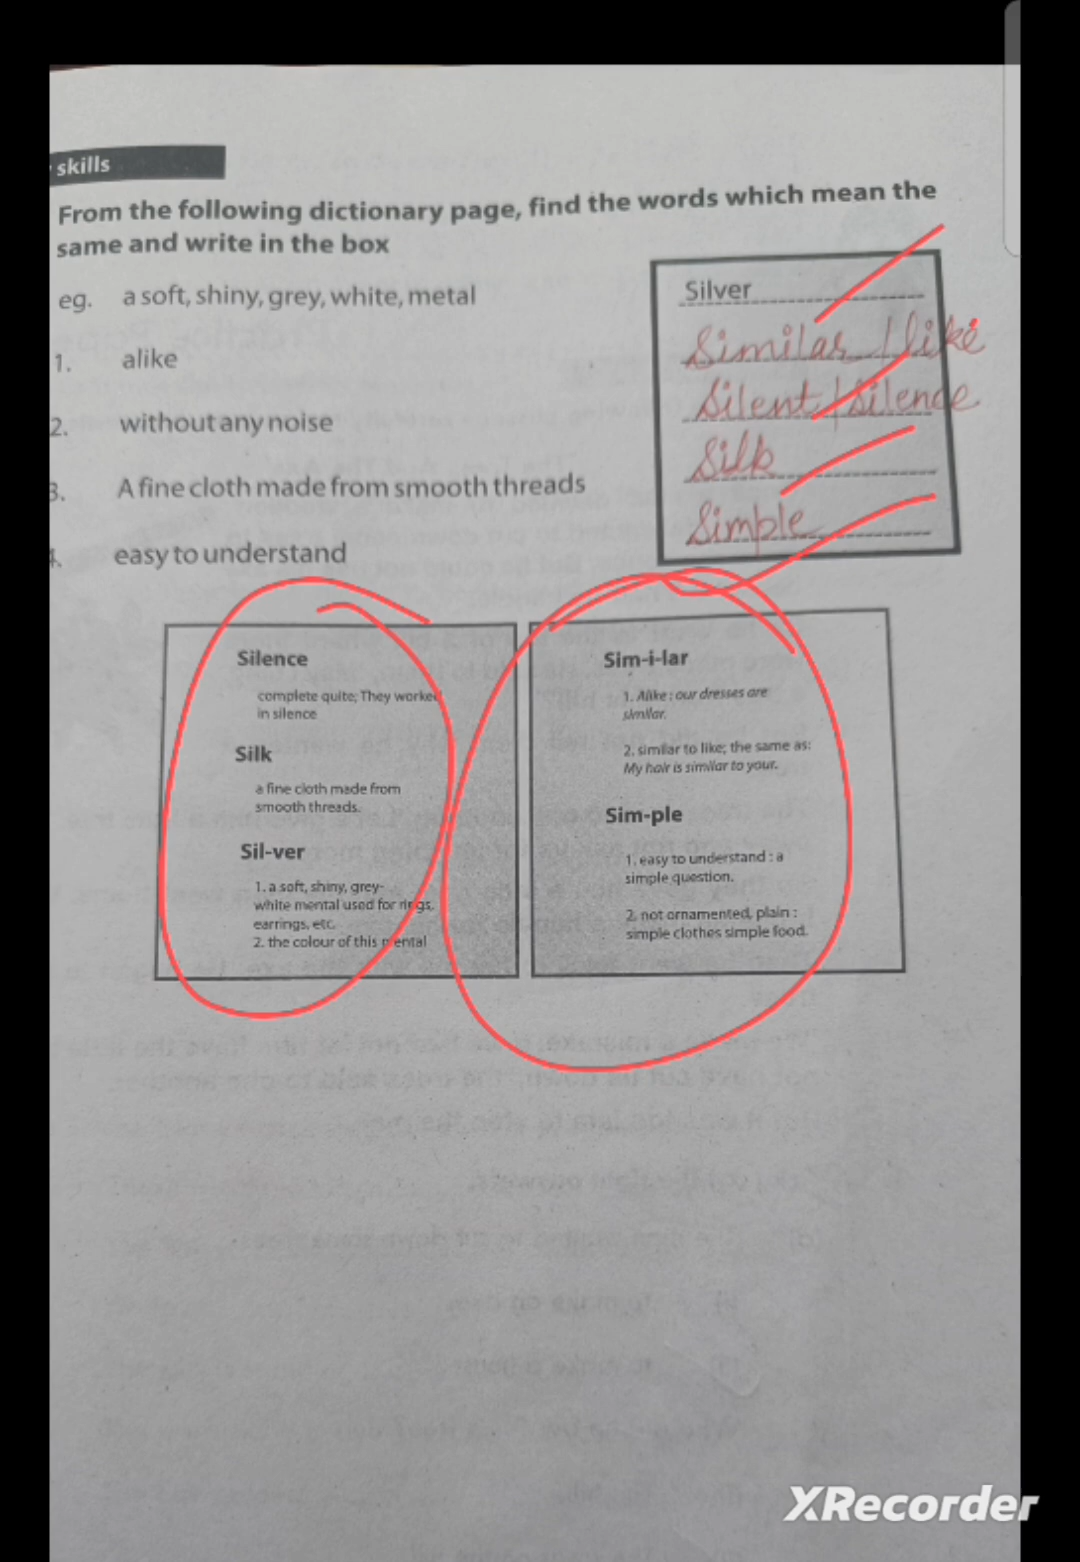 skills
From the following dictionary page, find the words which mean the
same and write in the box
eg. a soft, shiny, grey, white, metal
Silver
1. alike
Similar / like
2. without any noise
Silent / Silence
3. A fine cloth made from smooth threads
Silk
4. easy to understand
Simple
Silence
complete quite; They worked
in silence
Silk
a fine cloth made from
smooth threads.
Sil-ver
1. a soft, shiny, grey-
white mental used for rings,
earrings, etc.
2. the colour of this mental
Sim-i-lar
1. Alike : our dresses are
similar.
2. similar to like; the same as:
My hair is similar to your.
Sim-ple
1. easy to understand : a
simple question.
2. not ornamented, plain :
simple clothes simple food.
XRecorder